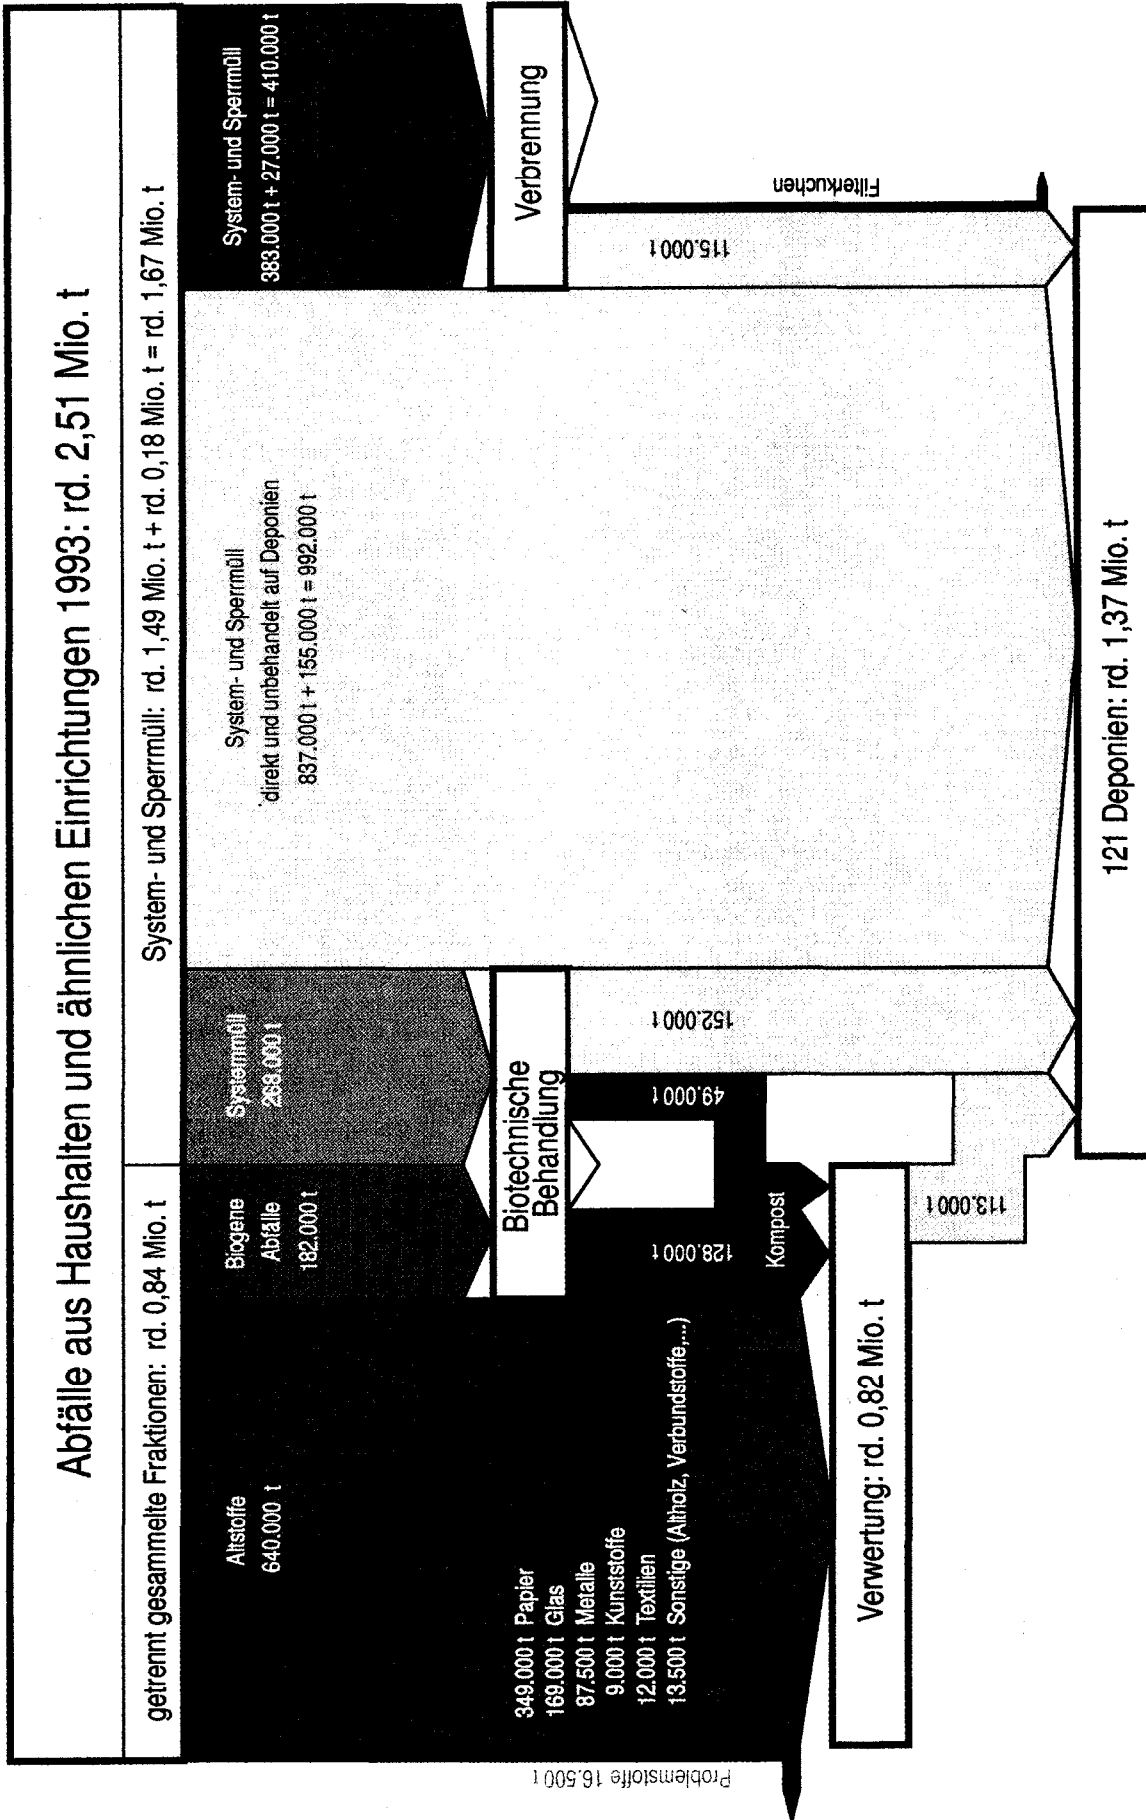 Abfälle aus Haushalten und ähnlichen Einrichtungen 1993: rd. 2,51 Mio. t
getrennt gesammelte Fraktionen: rd. 0,84 Mio. t
System- und Sperrmüll: rd. 1,49 Mio. t + rd. 0,18 Mio. t = rd. 1,67 Mio. t
Altstoffe
640.000 t
Biogene
Abfälle
182.000 t
Systemmüll
268.000 t
System- und Sperrmüll
direkt und unbehandelt auf Deponien
837.000 t + 155.000 t = 992.000 t
System- und Sperrmüll
383.000 t + 27.000 t = 410.000 t
349.000 t Papier
169.000 t Glas
87.500 t Metalle
9.000 t Kunststoffe
12.000 t Textilien
13.500 t Sonstige (Altholz, Verbundstoffe,...)
Problemstoffe 16.500 t
Biotechnische
Behandlung
Verbrennung
128.000 t
49.000 t
152.000 t
115.000 t
Filterkuchen
Kompost
113.000 t
Verwertung: rd. 0,82 Mio. t
121 Deponien: rd. 1,37 Mio. t